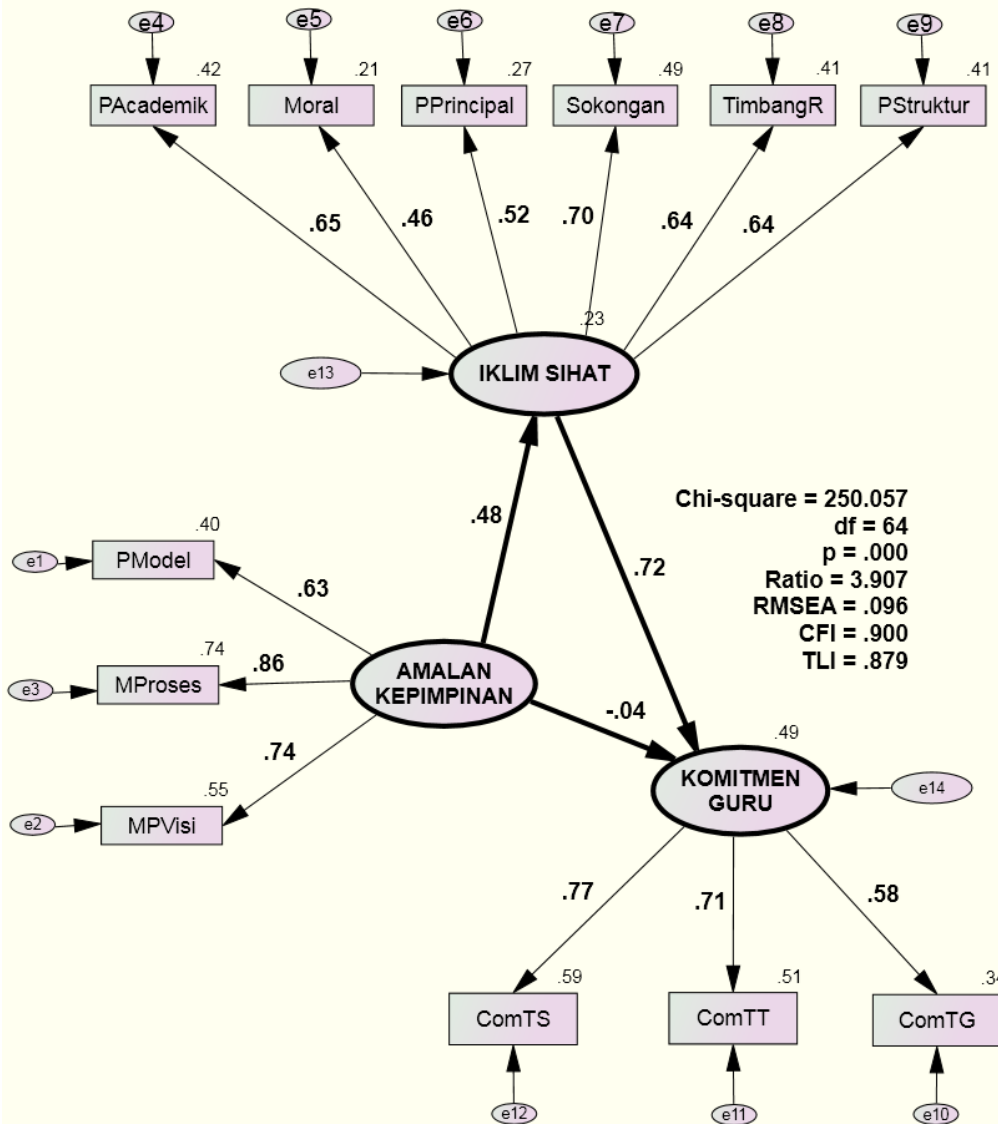 e4 e5 e6 e7 e8 e9
.42 .21 .27 .49 .41 .41
PAcademik Moral PPrincipal Sokongan TimbangR PStruktur
.65 .46 .52 .70 .64 .64
.23
e13 IKLIM SIHAT
Chi-square = 250.057
df = 64
p = .000
Ratio = 3.907
RMSEA = .096
CFI = .900
TLI = .879
.48
.72
.40
e1 PModel
.63
.74
e3 MProses .86
AMALAN
KEPIMPINAN
-.04
.74
.55
e2 MPVisi
.49
KOMITMEN
GURU
e14
.77 .71 .58
.59 .51 .34
ComTS ComTT ComTG
e12 e11 e10